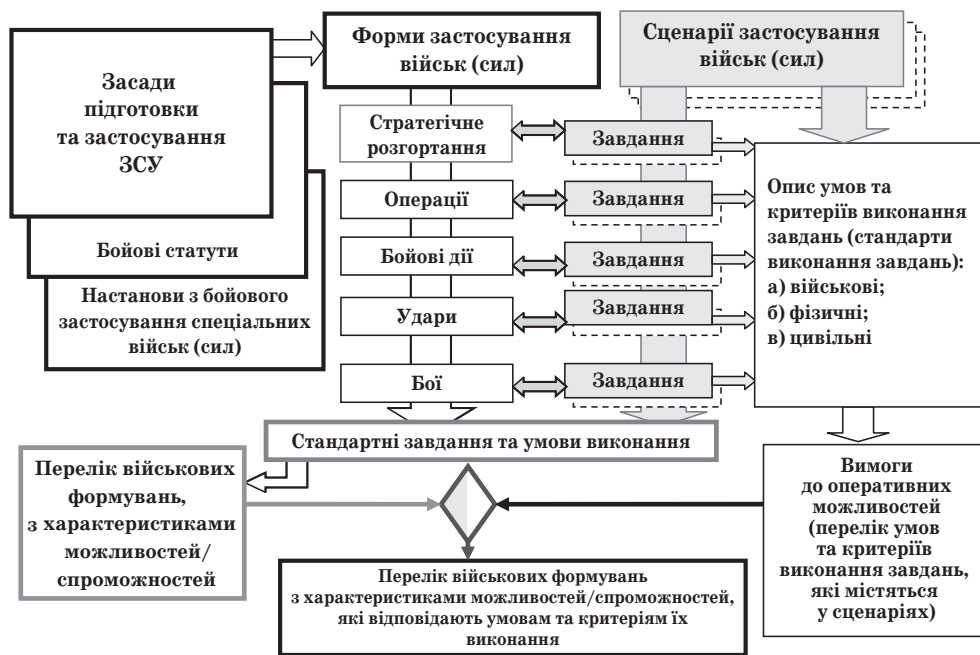 Засади
підготовки
та застосування
ЗСУ
Бойові статути
Настанови з бойового
застосування спеціальних
військ (сил)
Форми застосування
військ (сил)
Стратегічне
розгортання
Операції
Бойові дії
Удари
Бої
Сценарії застосування
військ (сил)
Завдання
Завдання
Завдання
Завдання
Завдання
Опис умов та
критеріїв виконання
завдань (стандарти
виконання завдань):
а) військові;
б) фізичні;
в) цивільні
Стандартні завдання та умови виконання
Перелік військових
формувань,
з характеристиками
можливостей/
спроможностей
Вимоги
до оперативних
можливостей
(перелік умов
та критеріїв
виконання завдань,
які містяться
у сценаріях)
Перелік військових формувань
з характеристиками можливостей/спроможностей,
які відповідають умовам та критеріям їх
виконання